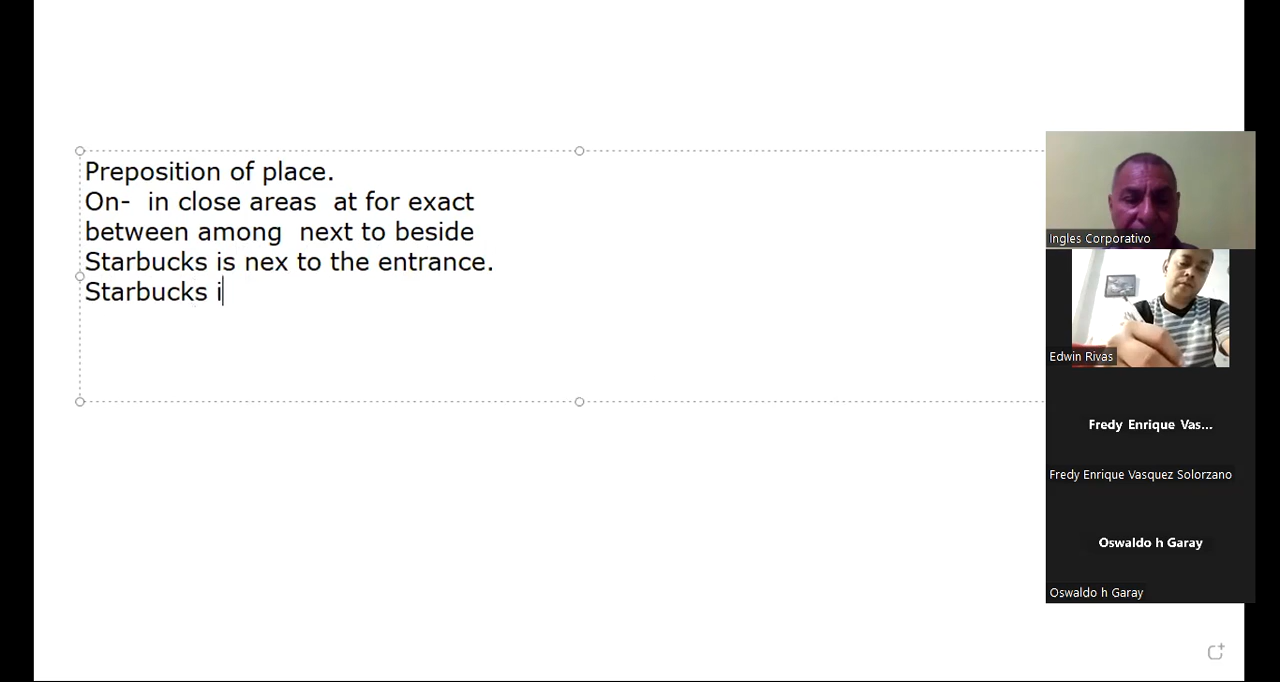 Preposition of place.
On-  in close areas  at for exact
between among  next to beside
Starbucks is nex to the entrance.
Starbucks i
Ingles Corporativo
Edwin Rivas
Fredy Enrique Vas...
Fredy Enrique Vasquez Solorzano
Oswaldo h Garay
Oswaldo h Garay